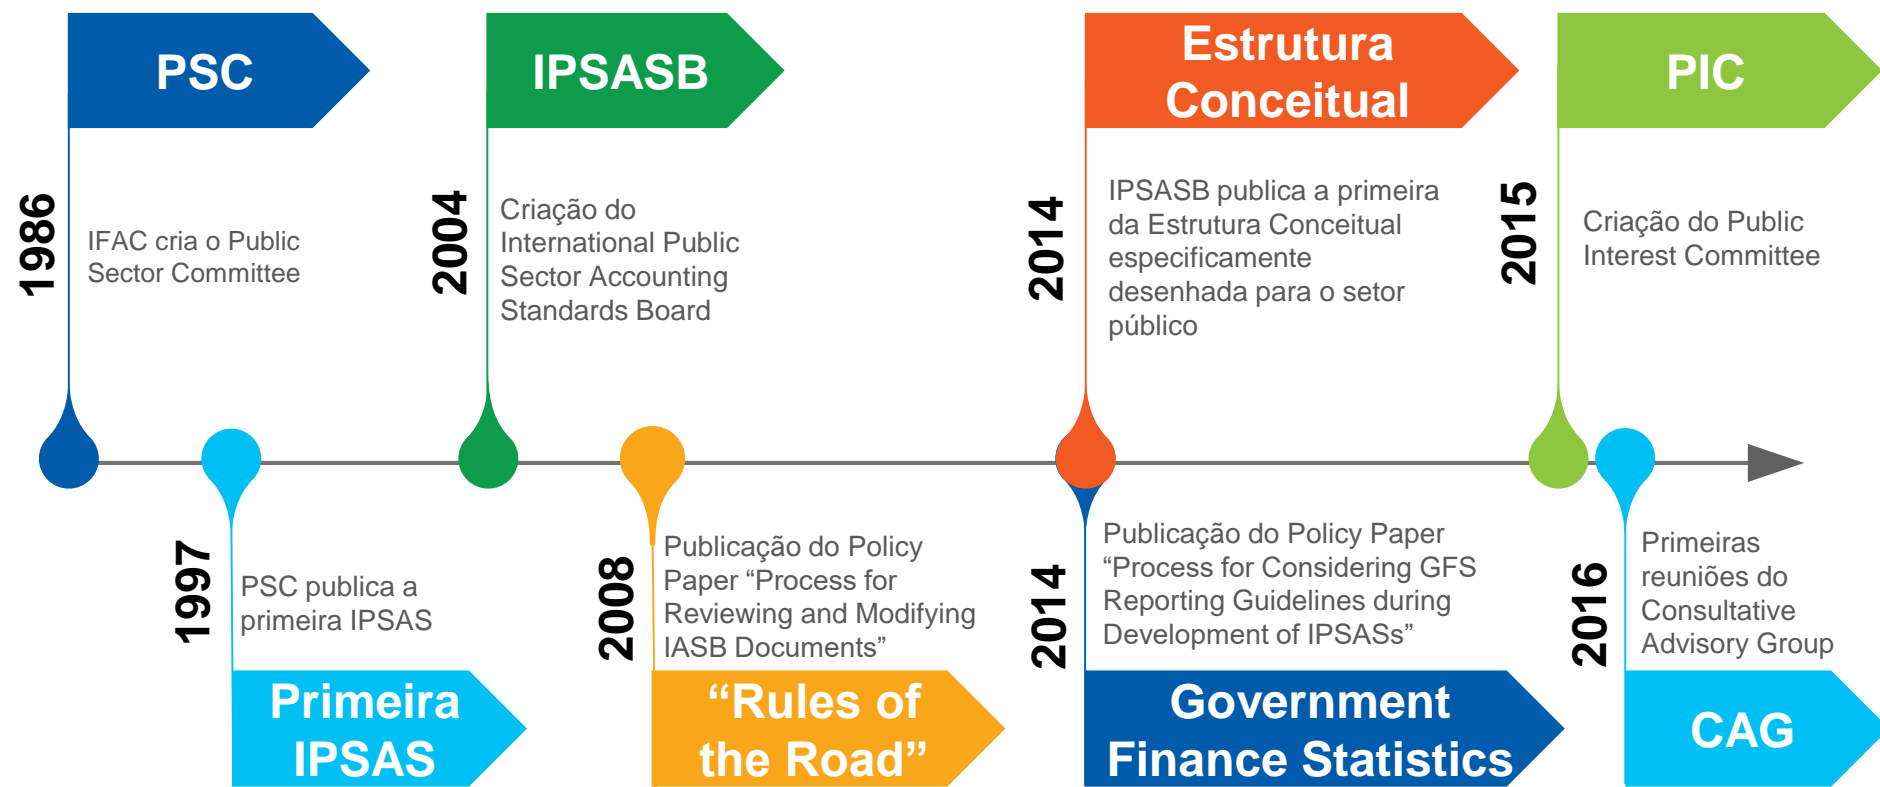 PSC
1986
IFAC cria o Public
Sector Committee
IPSASB
2004
Criação do
International Public
Sector Accounting
Standards Board
Estrutura
Conceitual
2014
IPSASB publica a primeira
da Estrutura Conceitual
especificamente
desenhada para o setor
público
PIC
2015
Criação do Public
Interest Committee
1997
PSC publica a
primeira IPSAS
Primeira
IPSAS
2008
Publicação do Policy
Paper “Process for
Reviewing and Modifying
IASB Documents”
“Rules of
the Road”
2014
Publicação do Policy Paper
“Process for Considering GFS
Reporting Guidelines during
Development of IPSASs”
Government
Finance Statistics
2016
Primeiras
reuniões do
Consultative
Advisory Group
CAG